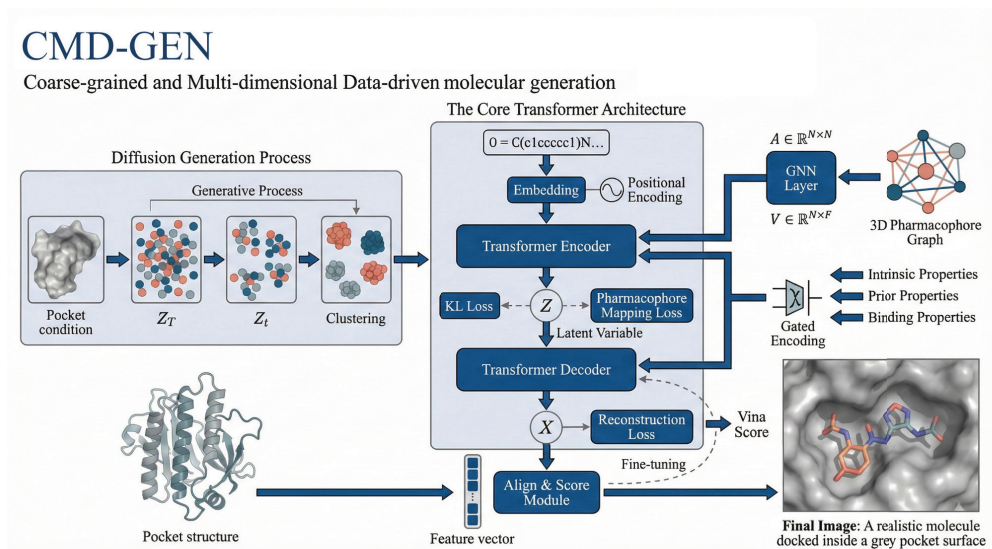 CMD-GEN
Coarse-grained and Multi-dimensional Data-driven molecular generation
Diffusion Generation Process
Generative Process
Pocket
condition
Z_T
Z_t
Clustering
The Core Transformer Architecture
O = C(c1ccccc1)N...
Embedding
Positional
Encoding
Transformer Encoder
KL Loss
Z
Pharmacophore
Mapping Loss
Latent Variable
Transformer Decoder
X
Reconstruction
Loss
Vina
Score
Fine-tuning
Align & Score
Module
A ∈ ℝ^{N×N}
GNN
Layer
V ∈ ℝ^{N×F}
3D Pharmacophore
Graph
Intrinsic Properties
Prior Properties
Binding Properties
Gated
Encoding
Pocket structure
Feature vector
Final Image: A realistic molecule
docked inside a grey pocket surface